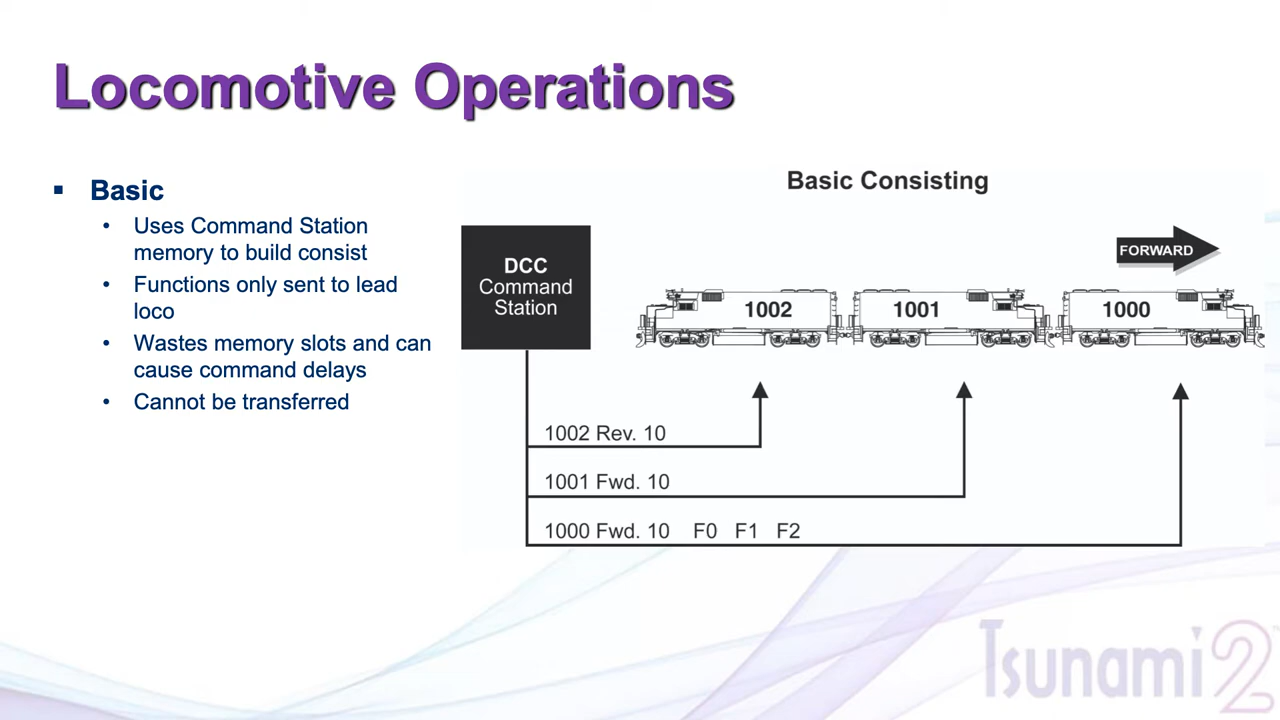 Locomotive Operations
Basic
Uses Command Station
memory to build consist
Functions only sent to lead
loco
Wastes memory slots and can
cause command delays
Cannot be transferred
Basic Consisting
DCC
Command
Station
FORWARD
1002
1001
1000
1002 Rev. 10
1001 Fwd. 10
1000 Fwd. 10 F0 F1 F2
Tsunami2™